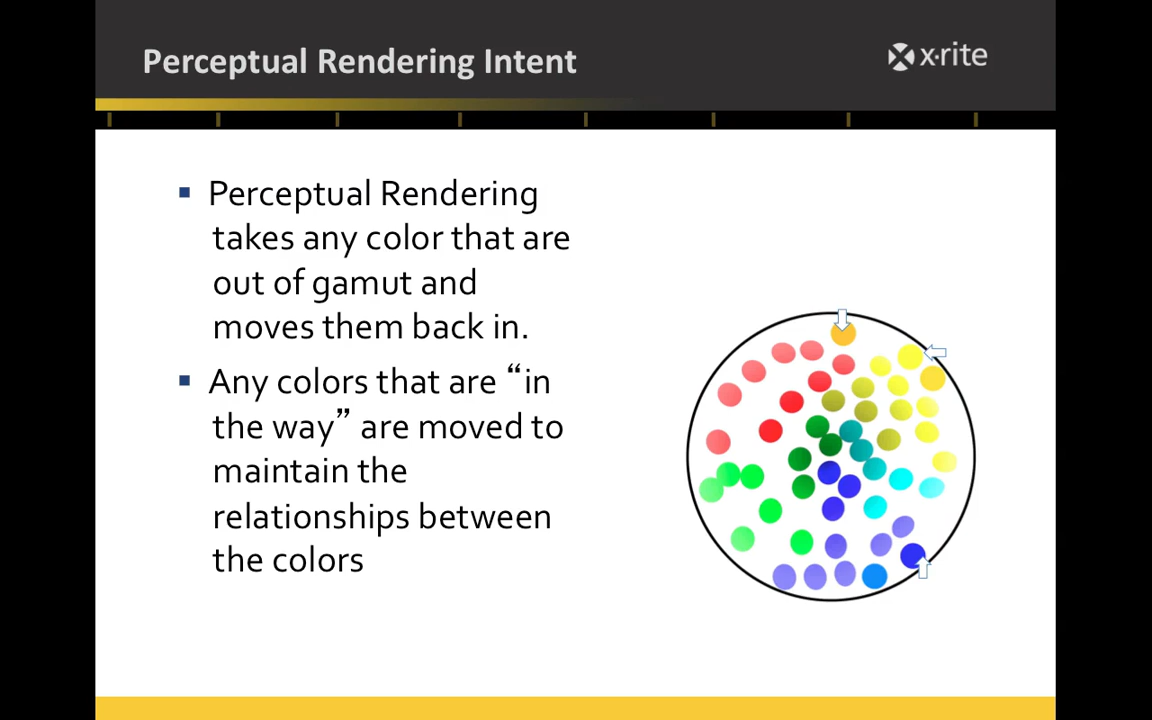 Perceptual Rendering Intent
x·rite
▪ Perceptual Rendering
takes any color that are
out of gamut and
moves them back in.
▪ Any colors that are “in
the way” are moved to
maintain the
relationships between
the colors